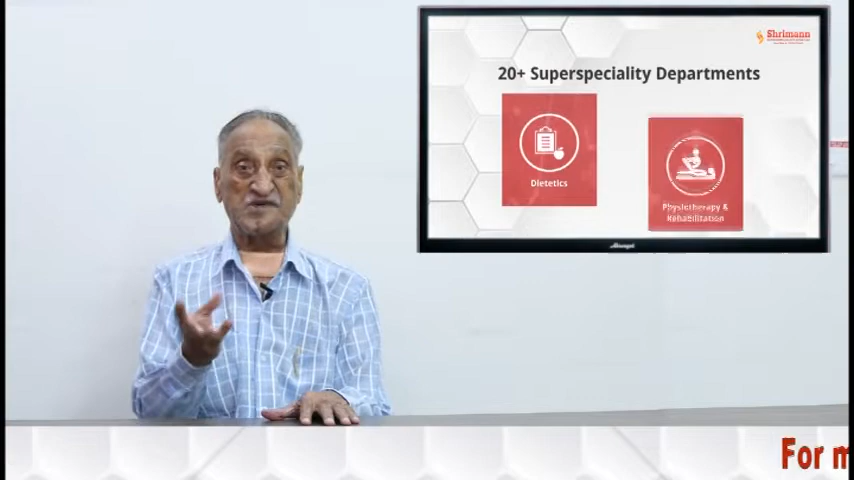 Shrimann
20+ Superspeciality Departments
Dietetics
Physiotherapy &
Rehabilitation
For m